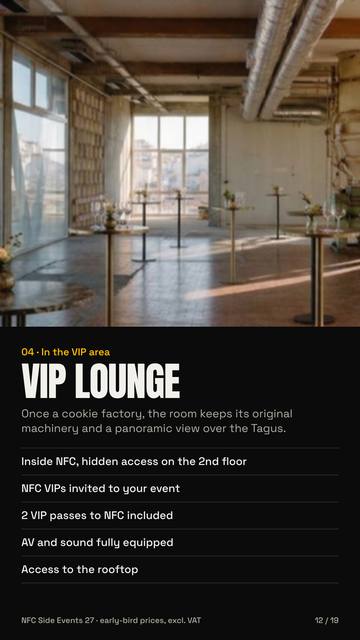 04 · In the VIP area
VIP LOUNGE
Once a cookie factory, the room keeps its original
machinery and a panoramic view over the Tagus.
Inside NFC, hidden access on the 2nd floor
NFC VIPs invited to your event
2 VIP passes to NFC included
AV and sound fully equipped
Access to the rooftop
NFC Side Events 27 · early-bird prices, excl. VAT
12 / 19